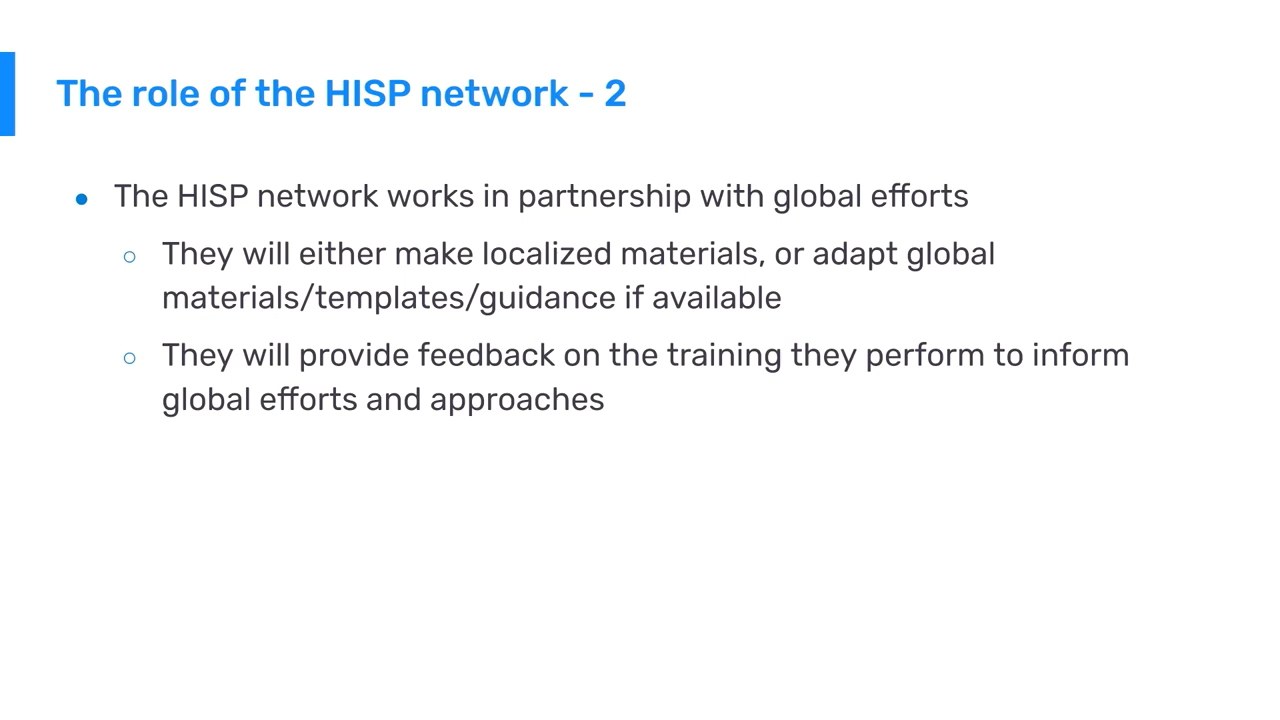 The role of the HISP network - 2
● The HISP network works in partnership with global efforts
○ They will either make localized materials, or adapt global
materials/templates/guidance if available
○ They will provide feedback on the training they perform to inform
global efforts and approaches